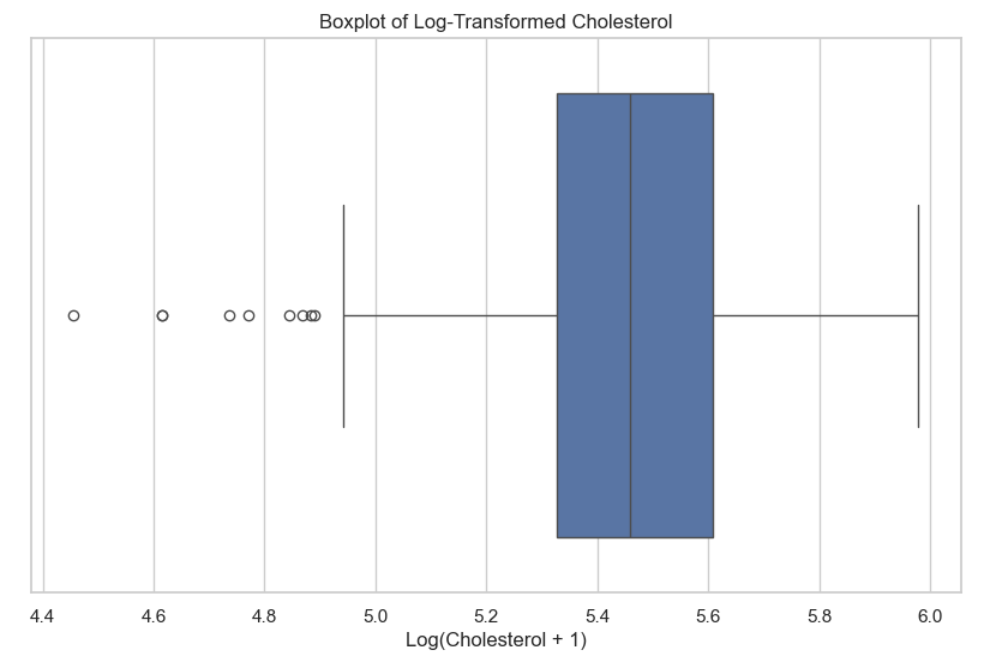 Boxplot of Log-Transformed Cholesterol
4.4 4.6 4.8 5.0 5.2 5.4 5.6 5.8 6.0
Log(Cholesterol + 1)